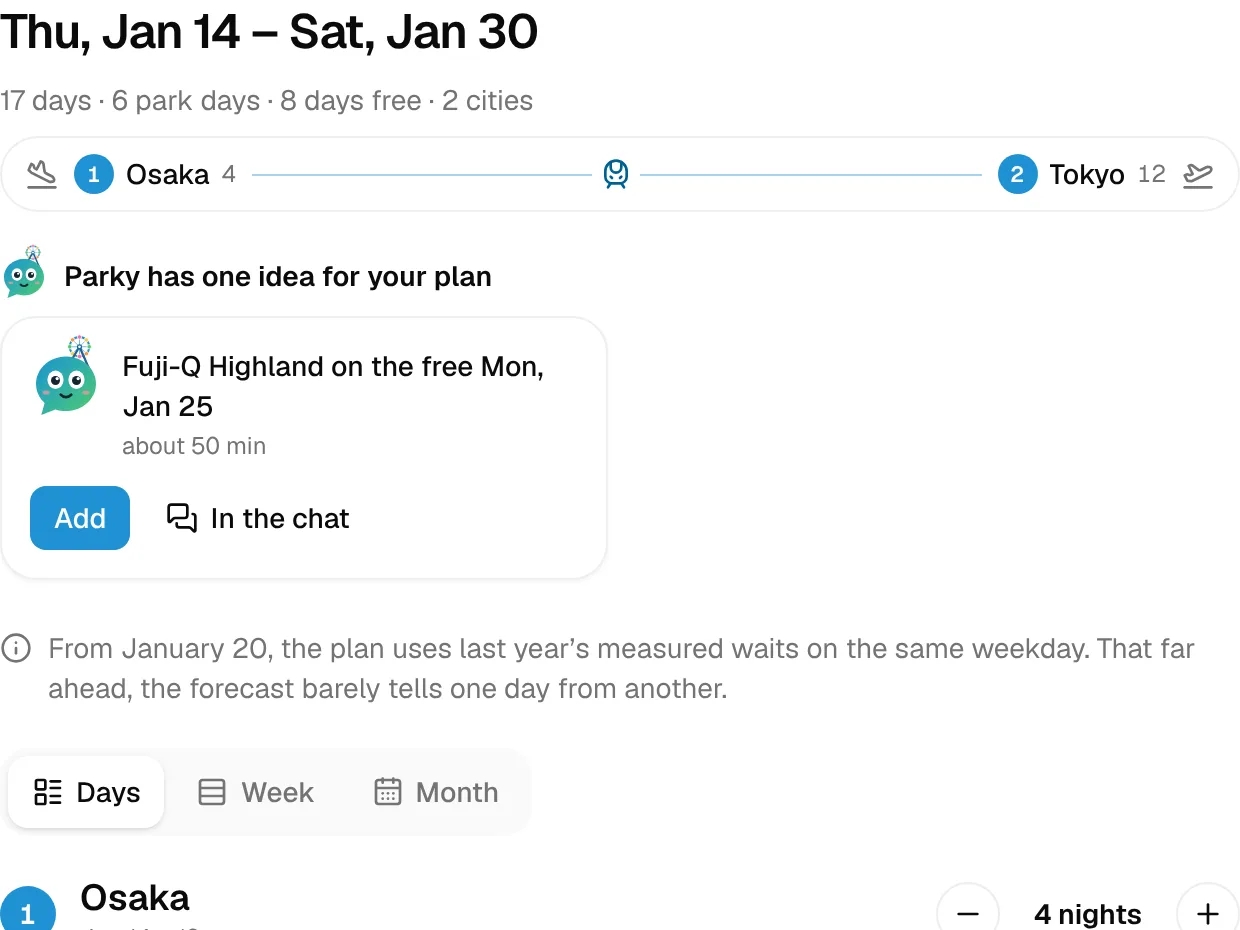 Thu, Jan 14 – Sat, Jan 30
17 days · 6 park days · 8 days free · 2 cities
1 Osaka 4 2 Tokyo 12
Parky has one idea for your plan
Fuji-Q Highland on the free Mon,
Jan 25
about 50 min
Add In the chat
From January 20, the plan uses last year’s measured waits on the same weekday. That far
ahead, the forecast barely tells one day from another.
Days Week Month
1 Osaka 4 nights